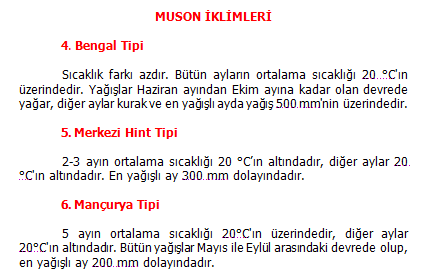 MUSON İKLİMLERİ
4. Bengal Tipi
Sıcaklık farkı azdır. Bütün ayların ortalama sıcaklığı 20 °C'ın
üzerindedir. Yağışlar Haziran ayından Ekim ayına kadar olan devrede
yağar, diğer aylar kurak ve en yağışlı ayda yağış 500 mm'nin üzerindedir.
5. Merkezi Hint Tipi
2-3 ayın ortalama sıcaklığı 20 °C'ın altındadır, diğer aylar 20
°C'ın altındadır. En yağışlı ay 300 mm dolayındadır.
6. Mançurya Tipi
5 ayın ortalama sıcaklığı 20°C'ın üzerindedir, diğer aylar
20°C'ın altındadır. Bütün yağışlar Mayıs ile Eylül arasındaki devrede olup,
en yağışlı ay 200 mm dolayındadır.